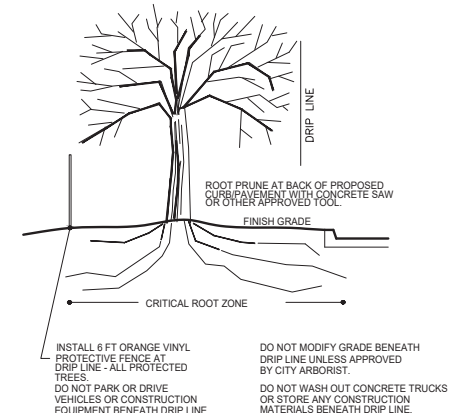 DRIP LINE
ROOT PRUNE AT BACK OF PROPOSED
CURB/PAVEMENT WITH CONCRETE SAW
OR OTHER APPROVED TOOL.
FINISH GRADE
CRITICAL ROOT ZONE
INSTALL 6 FT ORANGE VINYL
PROTECTIVE FENCE AT
DRIP LINE - ALL PROTECTED
TREES.
DO NOT PARK OR DRIVE
VEHICLES OR CONSTRUCTION
EQUIPMENT BENEATH DRIP LINE
DO NOT MODIFY GRADE BENEATH
DRIP LINE UNLESS APPROVED
BY CITY ARBORIST.
DO NOT WASH OUT CONCRETE TRUCKS
OR STORE ANY CONSTRUCTION
MATERIALS BENEATH DRIP LINE.